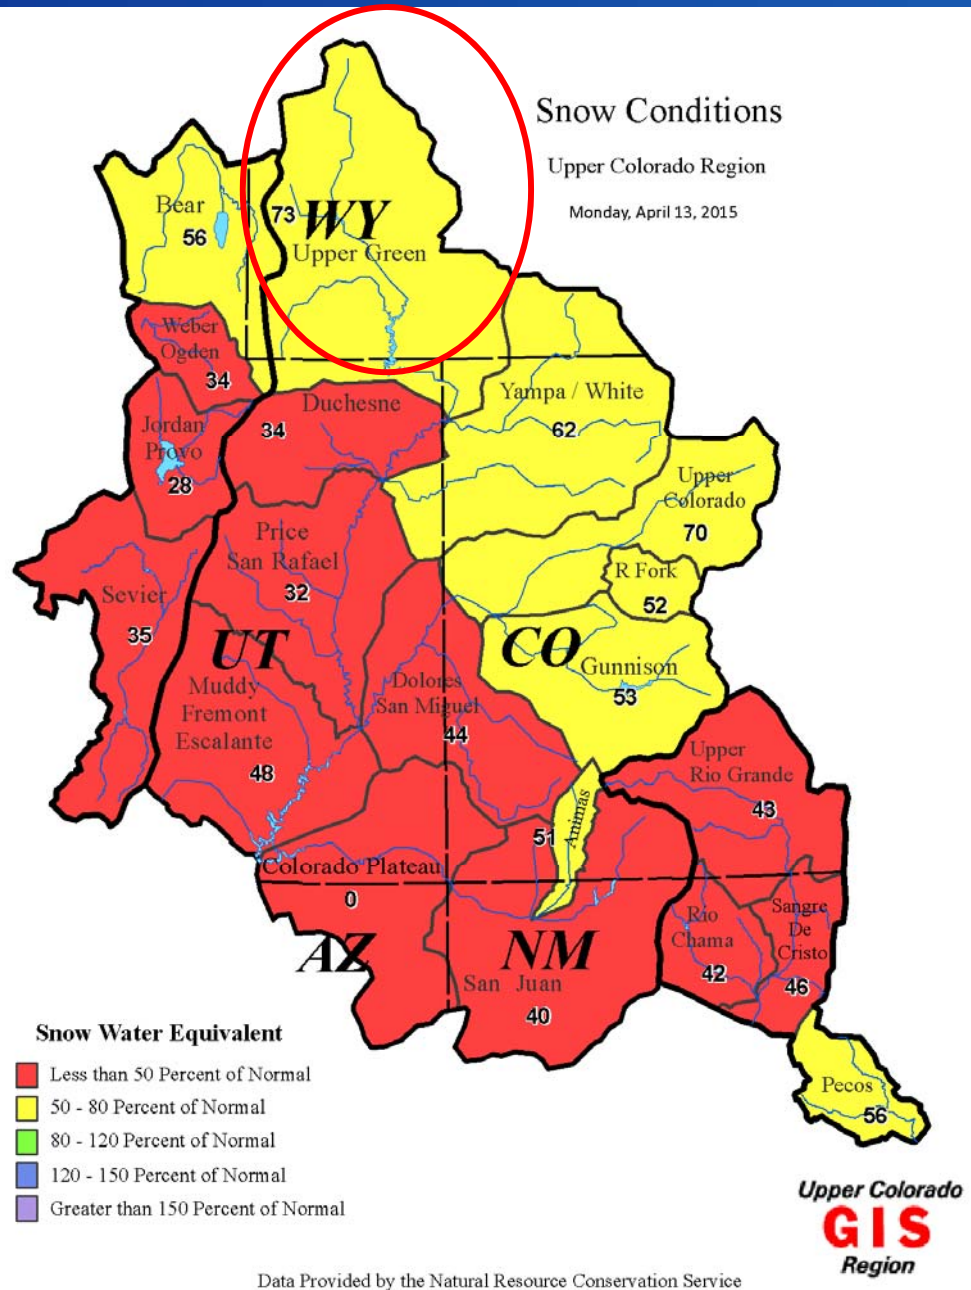 Snow Conditions
Upper Colorado Region
Monday, April 13, 2015
Bear
56
73
WY
Upper Green
Weber
Ogden
34
Duchesne
34
Yampa / White
62
Jordan
Provo
28
Upper
Colorado
70
Price
San Rafael
32
R Fork
52
Sevier
35
UT
CO
Gunnison
53
Muddy
Fremont
Escalante
48
Dolores
San Miguel
44
Upper
Rio Grande
43
51
Animas
Colorado Plateau
0
AZ
NM
San Juan
40
Rio
Chama
42
Sangre
De
Cristo
46
Pecos
56
Snow Water Equivalent
Less than 50 Percent of Normal
50 - 80 Percent of Normal
80 - 120 Percent of Normal
120 - 150 Percent of Normal
Greater than 150 Percent of Normal
Upper Colorado
GIS
Region
Data Provided by the Natural Resource Conservation Service